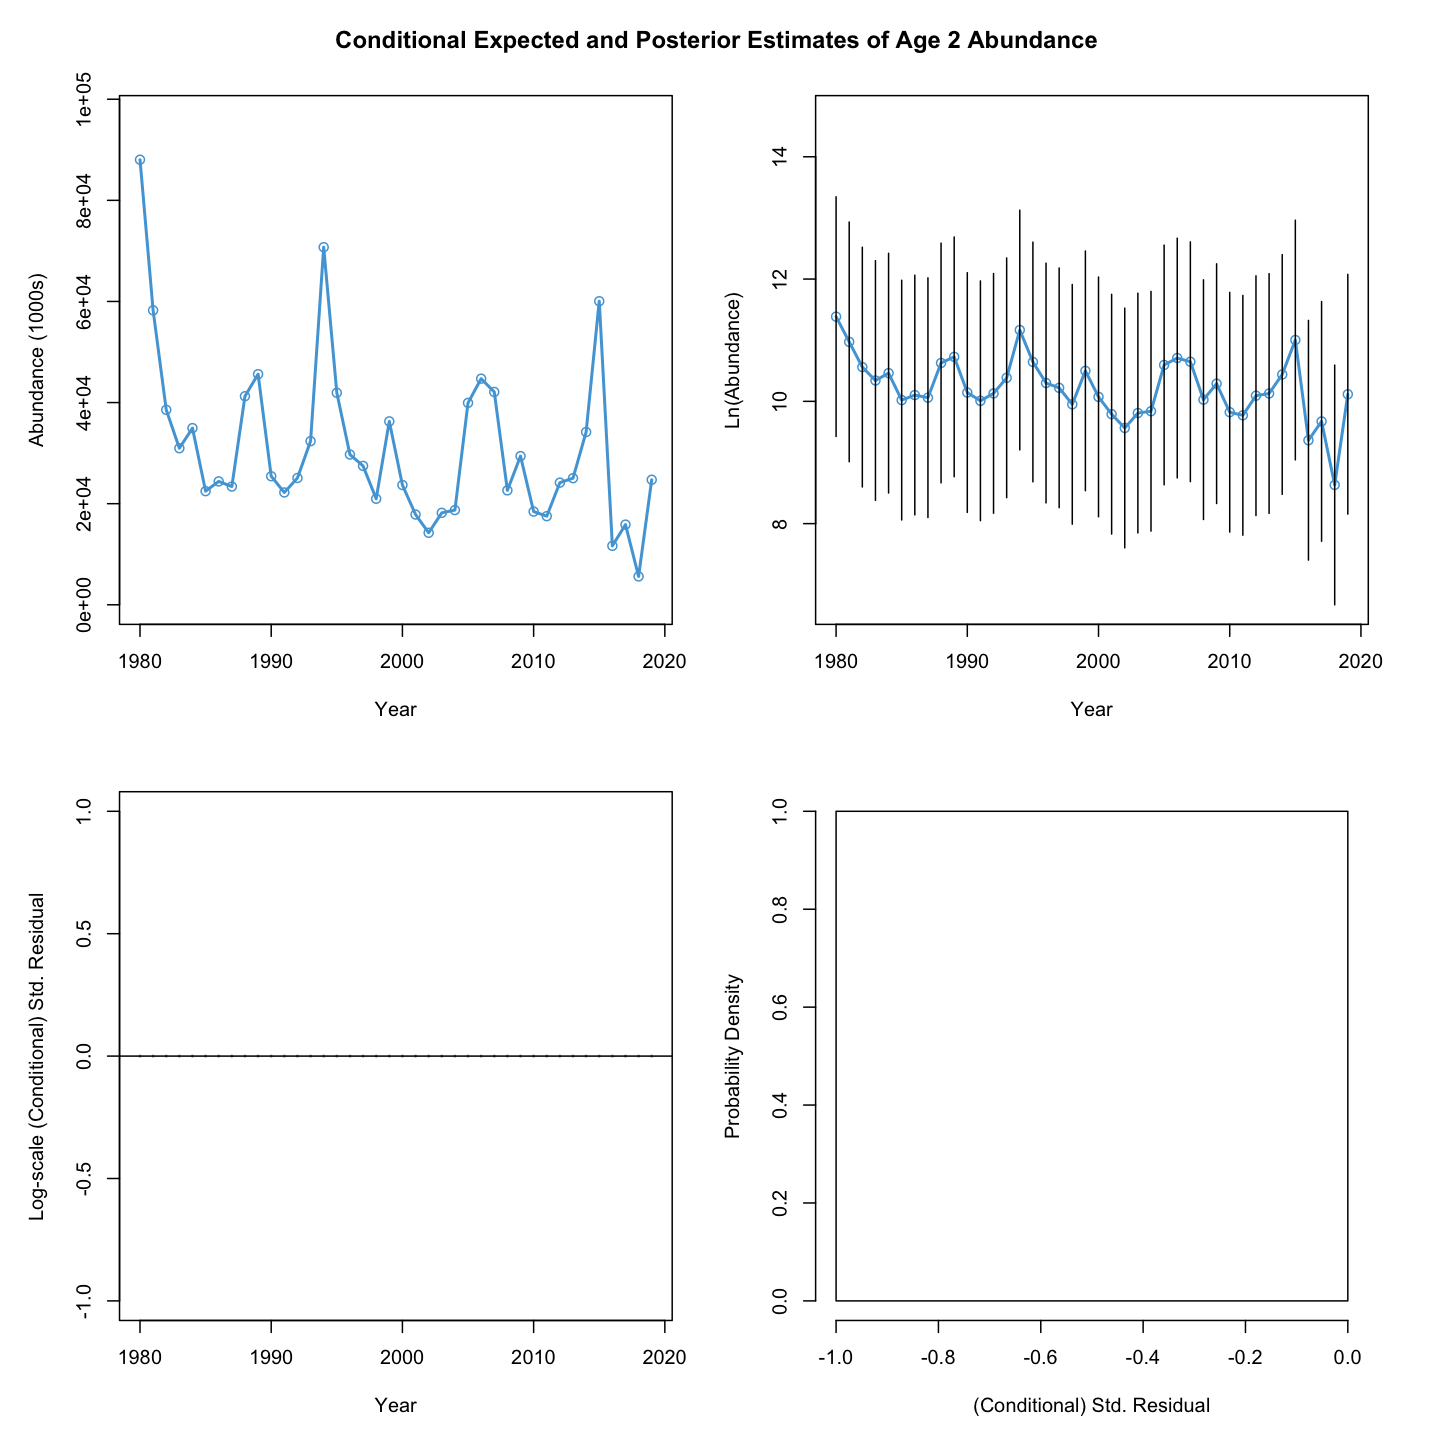 Conditional Expected and Posterior Estimates of Age 2 Abundance
Abundance (1000s)
1e+05
8e+04
6e+04
4e+04
2e+04
0e+00
1980 1990 2000 2010 2020
Year
Ln(Abundance)
14
12
10
8
1980 1990 2000 2010 2020
Year
Log-scale (Conditional) Std. Residual
1.0
0.5
0.0
-0.5
-1.0
1980 1990 2000 2010 2020
Year
Probability Density
1.0
0.8
0.6
0.4
0.2
0.0
-1.0 -0.8 -0.6 -0.4 -0.2 0.0
(Conditional) Std. Residual